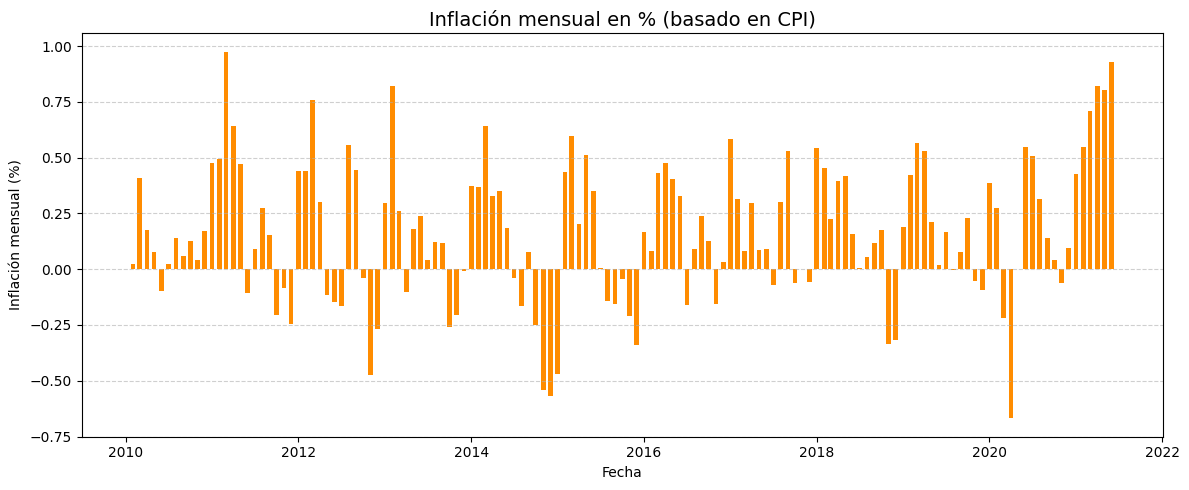 Inflación mensual en % (basado en CPI)
Inflación mensual (%)
1.00
0.75
0.50
0.25
0.00
−0.25
−0.50
−0.75
2010 2012 2014 2016 2018 2020 2022
Fecha